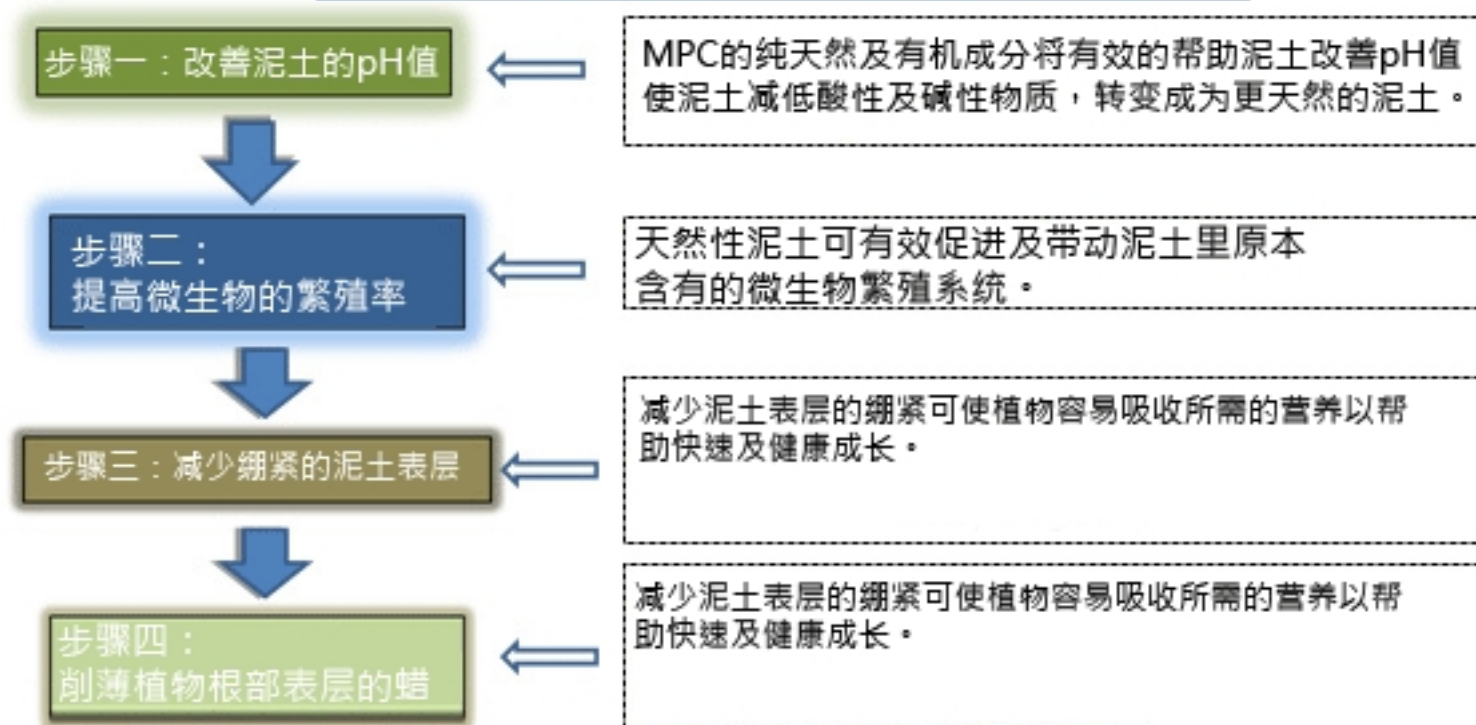 步骤一：改善泥土的pH值
MPC的纯天然及有机成分将有效的帮助泥土改善pH值
使泥土减低酸性及碱性物质，转变成为更天然的泥土。
步骤二：
提高微生物的繁殖率
天然性泥土可有效促进及带动泥土里原本
含有的微生物繁殖系统。
步骤三：减少绷紧的泥土表层
减少泥土表层的绷紧可使植物容易吸收所需的营养以帮
助快速及健康成长。
步骤四：
削薄植物根部表层的蜡
减少泥土表层的绷紧可使植物容易吸收所需的营养以帮
助快速及健康成长。